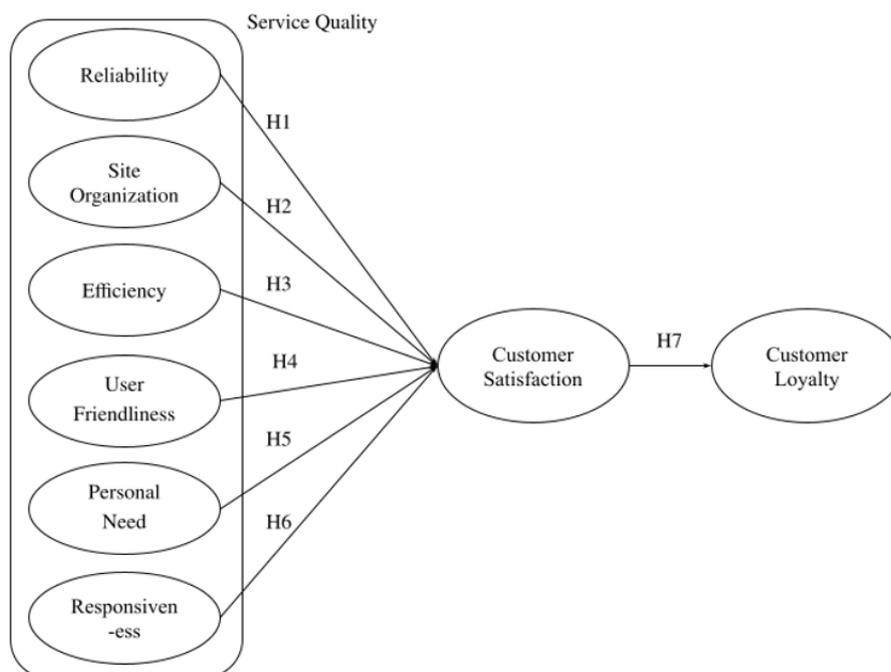 Service Quality
Reliability
H1
Site
Organization
H2
Efficiency
H3
User
Friendliness
H4
Personal
Need
H5
Responsiven
-ess
H6
Customer
Satisfaction
H7
Customer
Loyalty